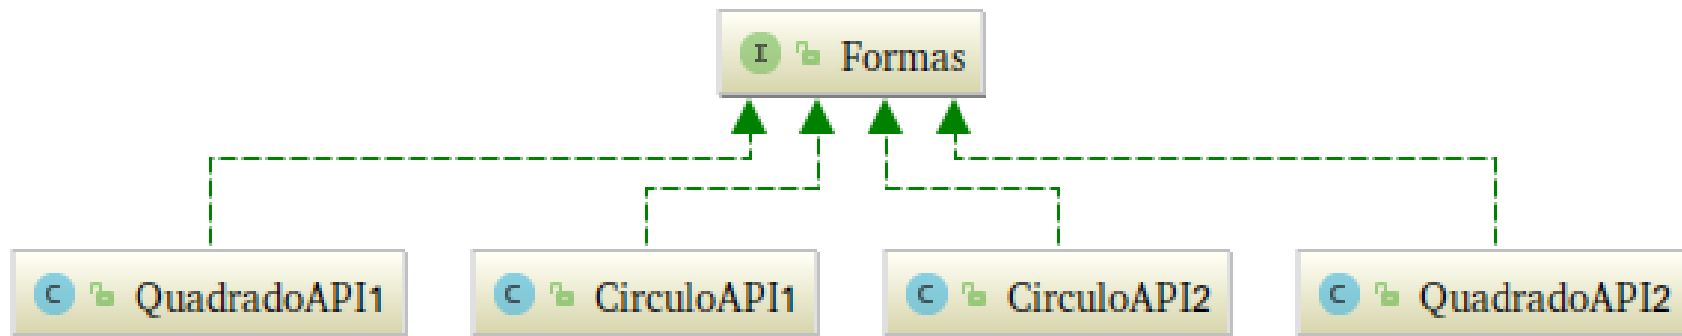 I Formas
C QuadradoAPI1
C CirculoAPI1
C CirculoAPI2
C QuadradoAPI2